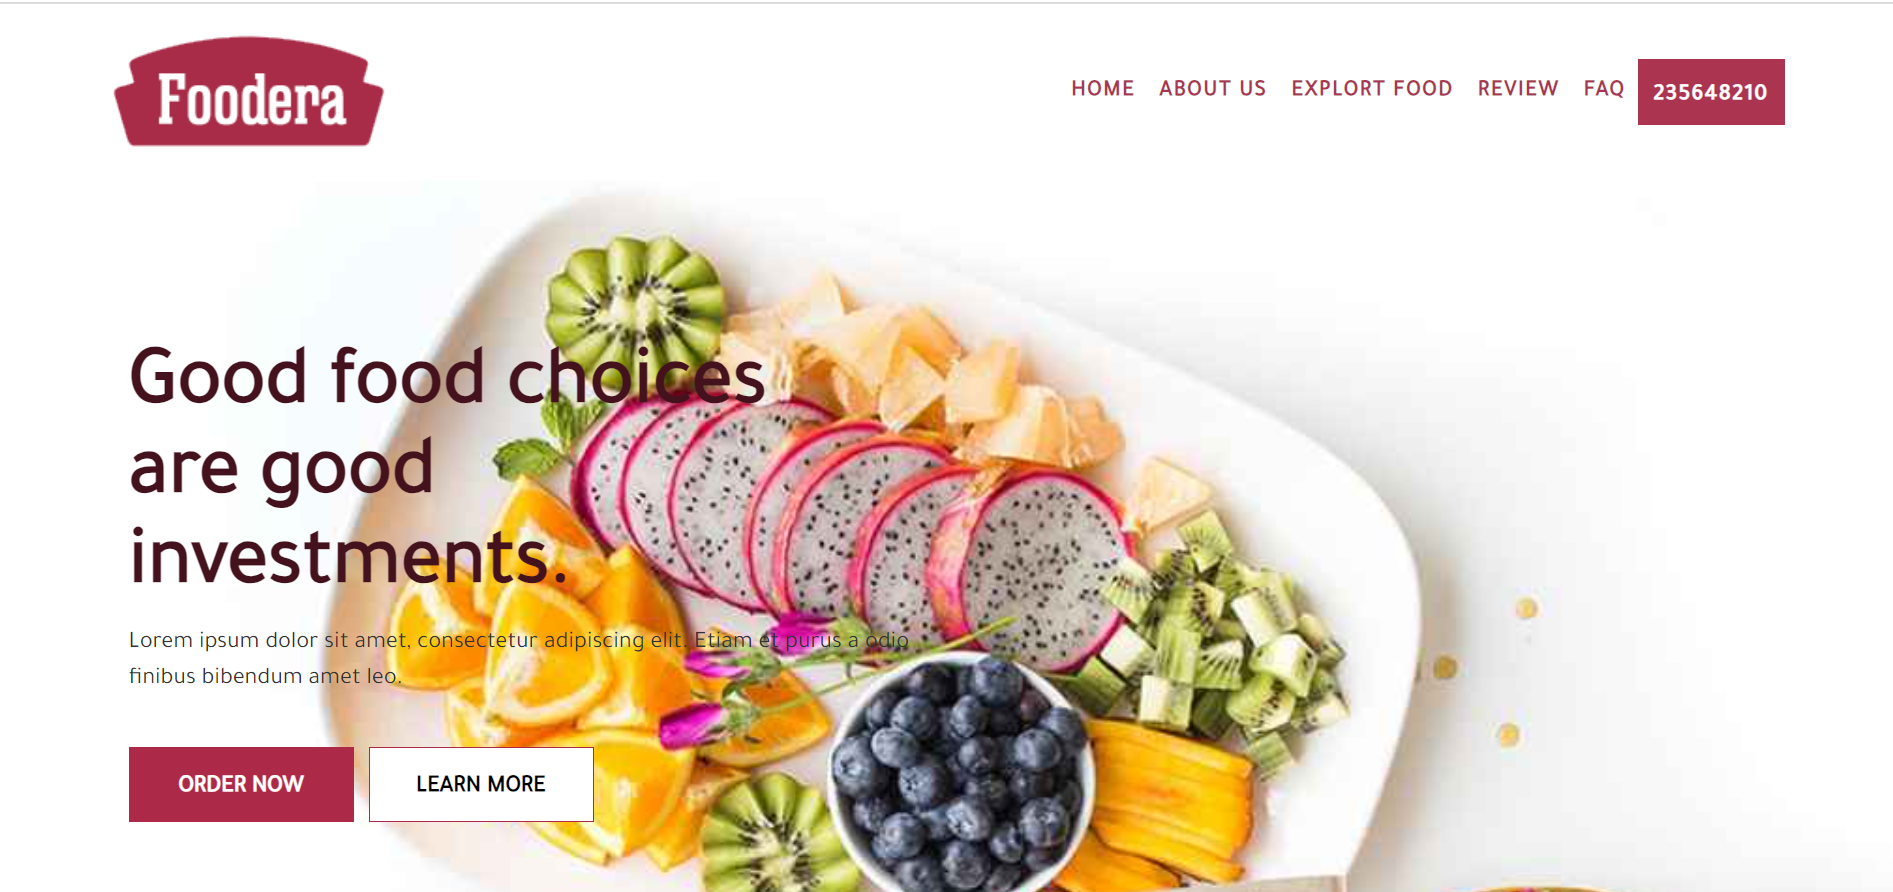 Foodera
HOME ABOUT US EXPLORT FOOD REVIEW FAQ 235648210
Good food choices
are good
investments.
Lorem ipsum dolor sit amet, consectetur adipiscing elit. Etiam et purus a odio
finibus bibendum amet leo.
ORDER NOW LEARN MORE